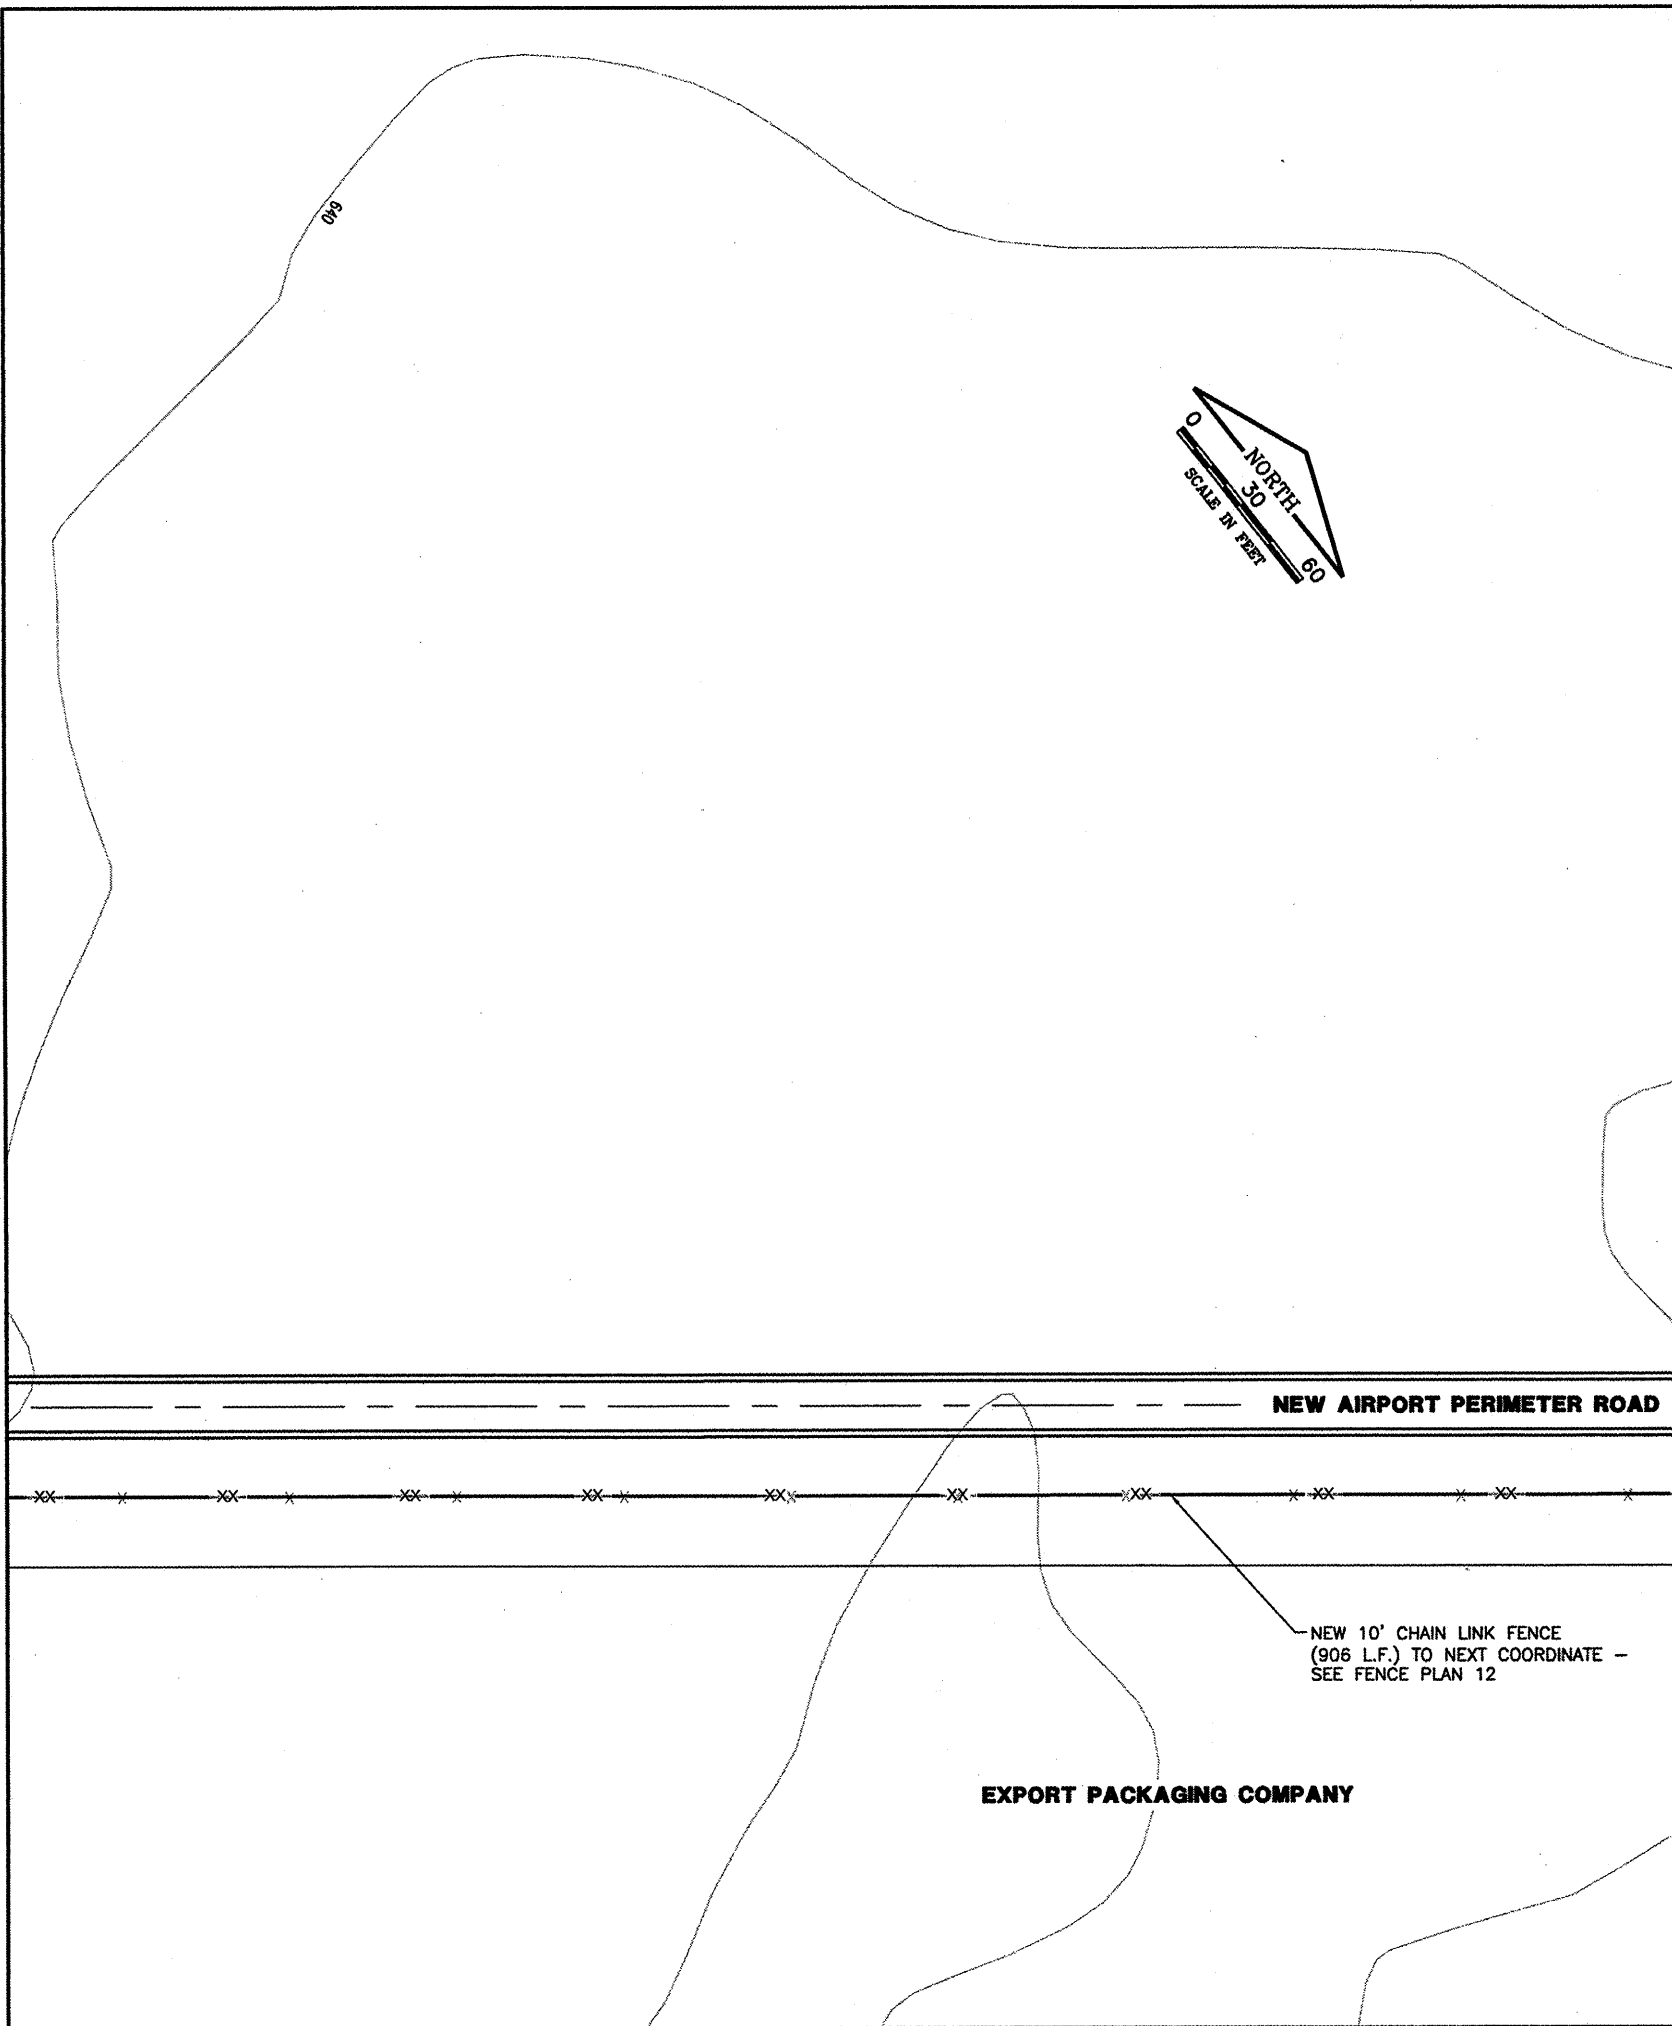 640
0
NORTH
30
SCALE IN FEET
60
NEW AIRPORT PERIMETER ROAD
NEW 10' CHAIN LINK FENCE
(906 L.F.) TO NEXT COORDINATE –
SEE FENCE PLAN 12
EXPORT PACKAGING COMPANY